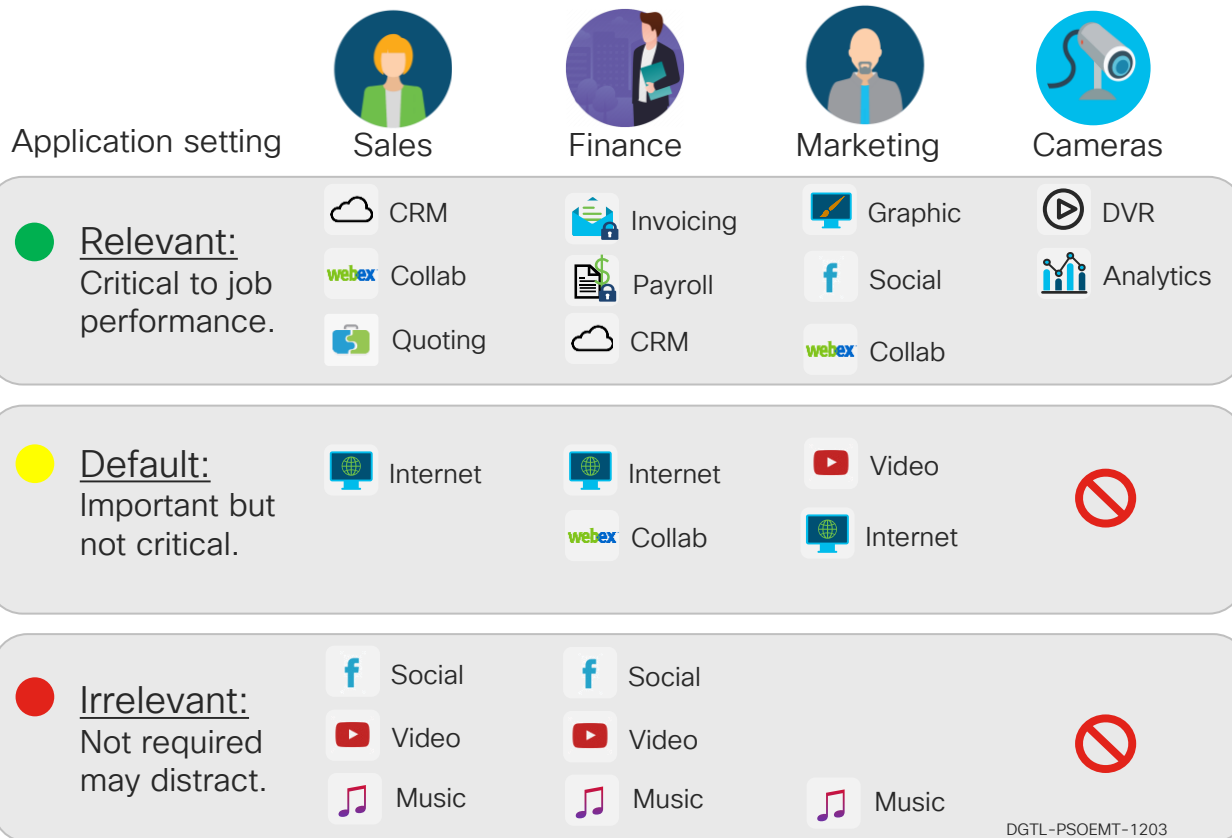 Application setting
Sales
Finance
Marketing
Cameras
Relevant:
Critical to job
performance.
CRM
webex Collab
Quoting
Invoicing
Payroll
CRM
Graphic
f Social
webex Collab
DVR
Analytics
Default:
Important but
not critical.
Internet
Internet
webex Collab
Video
Internet
Irrelevant:
Not required
may distract.
f Social
Video
Music
f Social
Video
Music
Music
DGTL-PSOEMT-1203